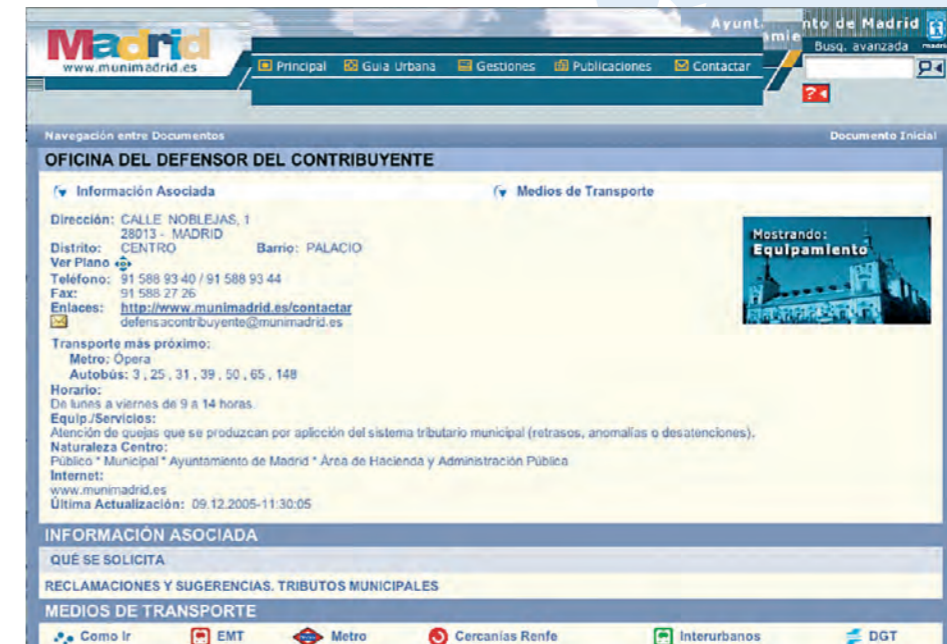 Ayuntamiento de Madrid
Madrid
www.munimadrid.es
Principal Guia Urbana Gestiones Publicaciones Contactar
Busq. avanzada
?
Navegación entre Documentos
Documento Inicial
OFICINA DEL DEFENSOR DEL CONTRIBUYENTE
Información Asociada
Medios de Transporte
Dirección: CALLE NOBLEJAS, 1
28013 - MADRID
Distrito: CENTRO Barrio: PALACIO
Ver Plano
Teléfono: 91 588 93 40 / 91 588 93 44
Fax: 91 588 27 26
Enlaces: http://www.munimadrid.es/contactar
defensacontribuyente@munimadrid.es
Mostrando:
Equipamiento
Transporte más próximo:
Metro: Ópera
Autobús: 3 , 25 , 31 , 39 , 50 , 65 , 148
Horario:
De lunes a viernes de 9 a 14 horas.
Equip./Servicios:
Atención de quejas que se produzcan por aplicción del sistema tributario municipal (retrasos, anomalías o desatenciones).
Naturaleza Centro:
Público * Municipal * Ayuntamiento de Madrid * Área de Hacienda y Administración Pública
Internet:
www.munimadrid.es
Última Actualización: 09.12.2005-11:30:05
INFORMACIÓN ASOCIADA
QUÉ SE SOLICITA
RECLAMACIONES Y SUGERENCIAS. TRIBUTOS MUNICIPALES
MEDIOS DE TRANSPORTE
Como Ir EMT Metro Cercanías Renfe Interurbanos DGT